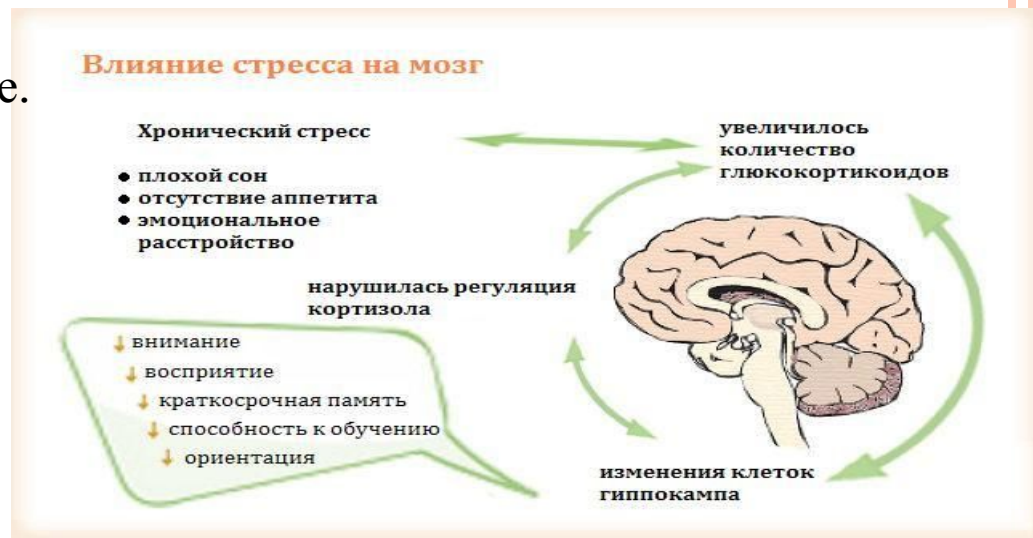 Влияние стресса на мозг
е.
Хронический стресс
● плохой сон
● отсутствие аппетита
● эмоциональное
расстройство
увеличилось
количество
глюкокортикоидов
нарушилась регуляция
кортизола
↓ внимание
↓ восприятие
↓ краткосрочная память
↓ способность к обучению
↓ ориентация
изменения клеток
гиппокампа